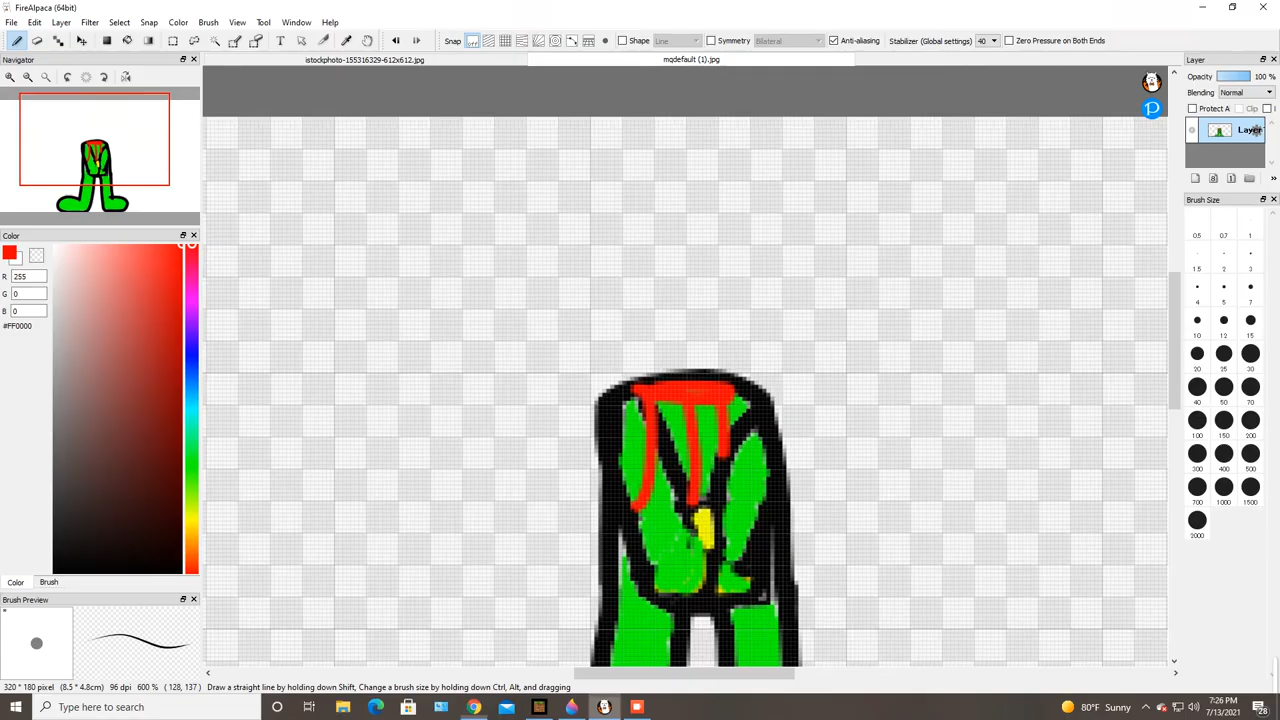 FireAlpaca (64bit)
File Edit Layer Filter Select Snap Color Brush View Tool Window Help
Snap Shape Line Symmetry Bilateral Anti-aliasing Stabilizer (Global settings) 40 Zero Pressure on Both Ends
Navigator
istockphoto-155316329-612x612.jpg mqdefault (1).jpg
Layer
Opacity 100 %
Blending Normal
Protect A Clip
Layer
Color
R 255
G 0
B 0
#FF0000
Brush Size
0.5 0.7 1
1.5 2 3
4 5 7
10 12 15
20 25 30
40 50 70
100 150 200
300 400 500
700 1000 1500
2000
Color Brush
Brush Preview
320 * 180 pixel (8.5 * 4.8cm) 96 dpi 600 % ( 128, 137 ) Draw a straight line by holding down Shift, Change a brush size by holding down Ctrl, Alt, and dragging
Type here to search
80°F Sunny
7:26 PM
7/13/2021
28